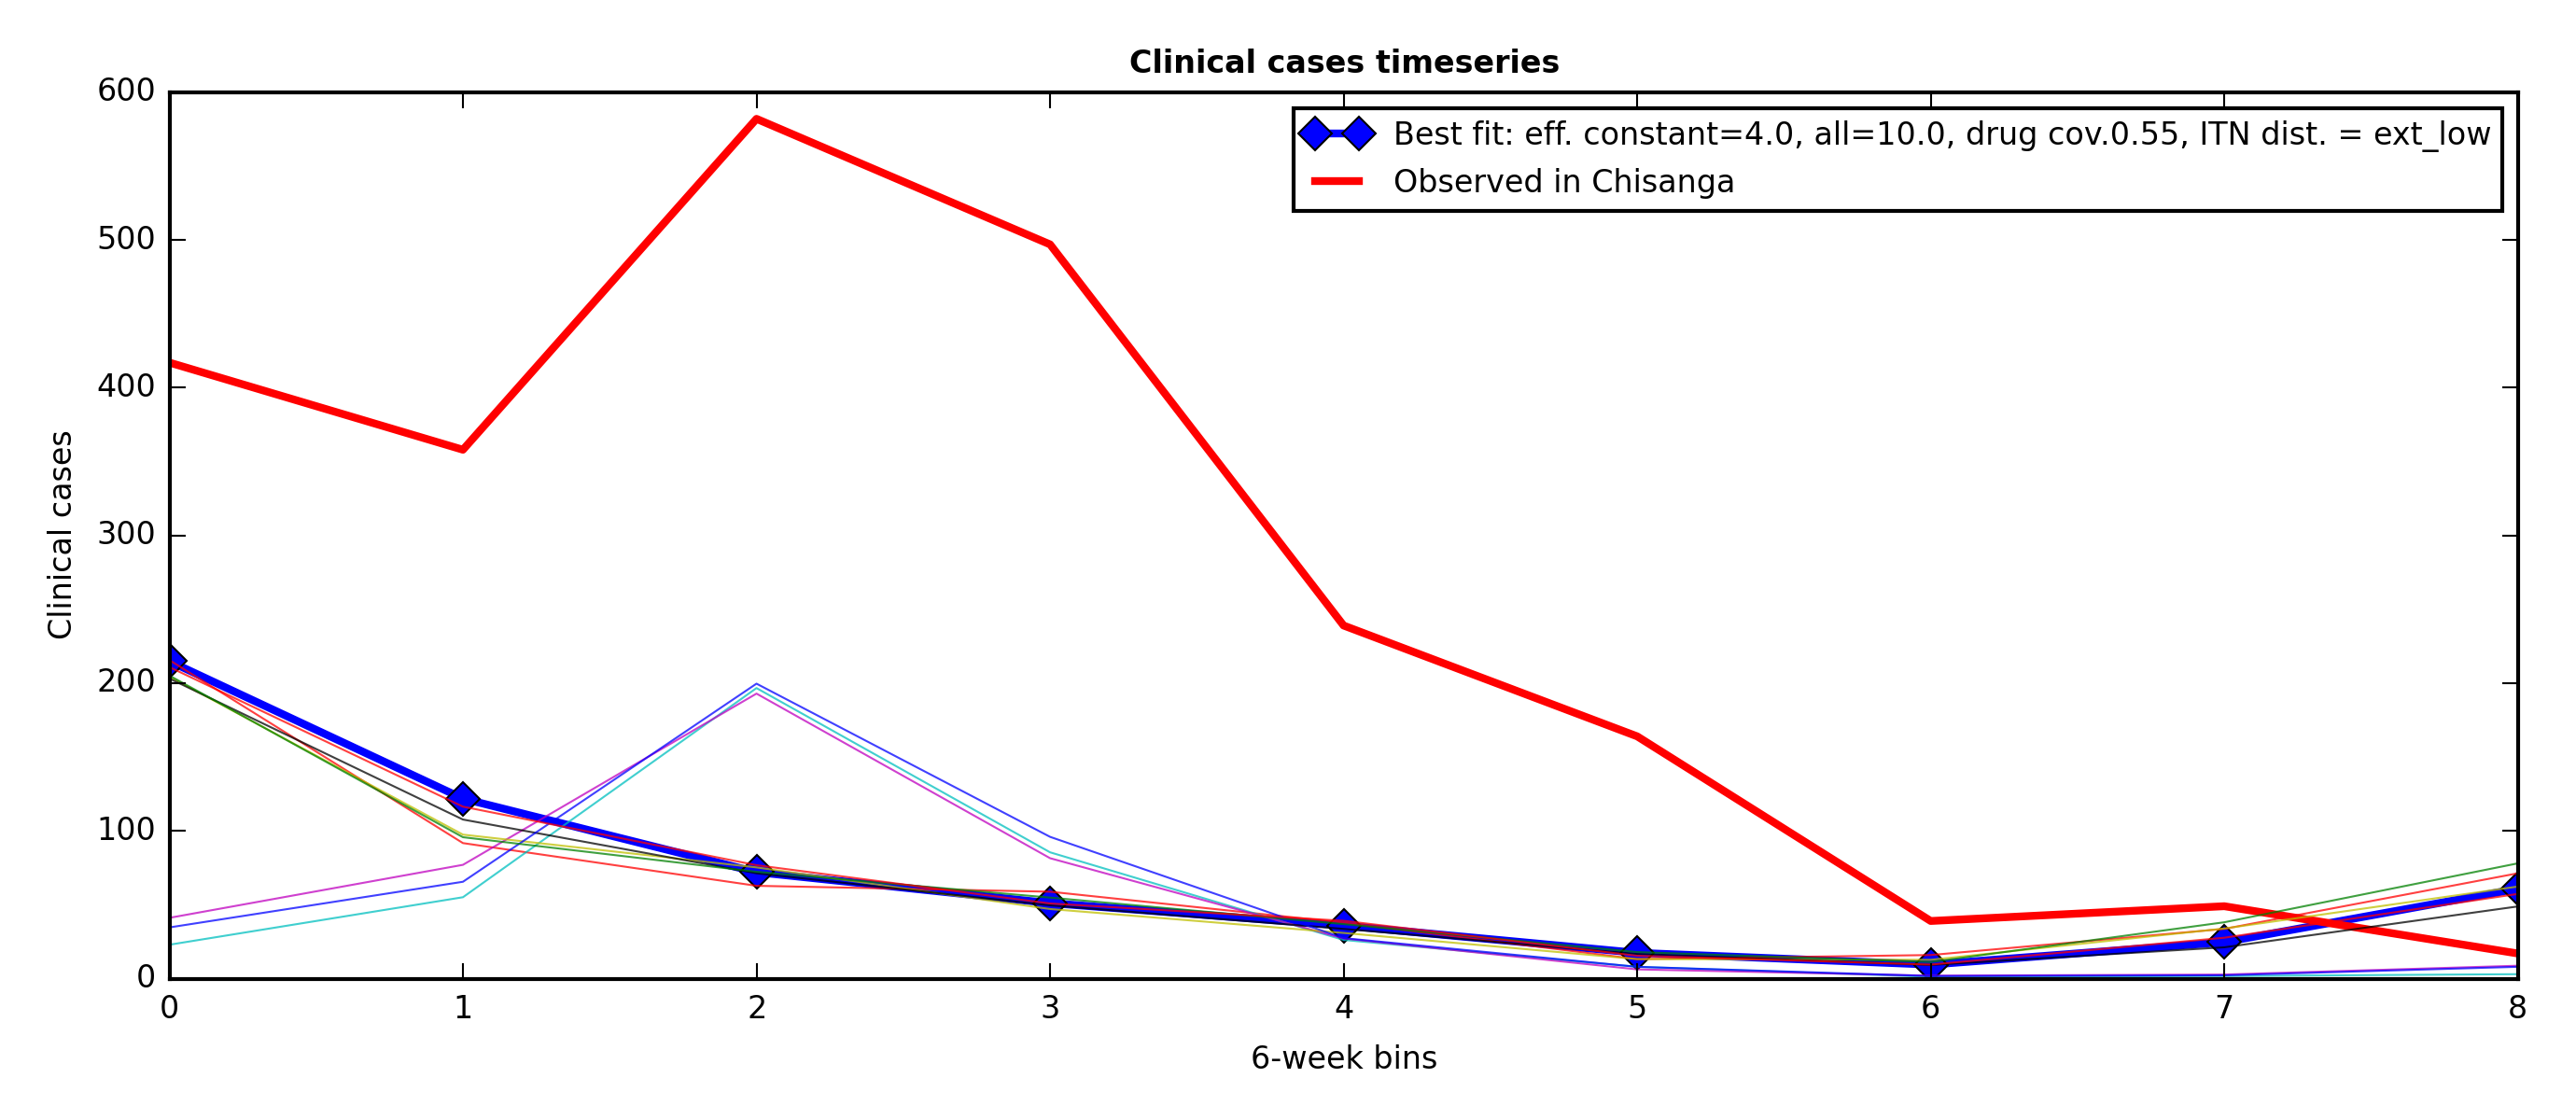 Clinical cases timeseries
Best fit: eff. constant=4.0, all=10.0, drug cov.0.55, ITN dist. = ext_low
Observed in Chisanga
Clinical cases
600
500
400
300
200
100
0
0 1 2 3 4 5 6 7 8
6-week bins